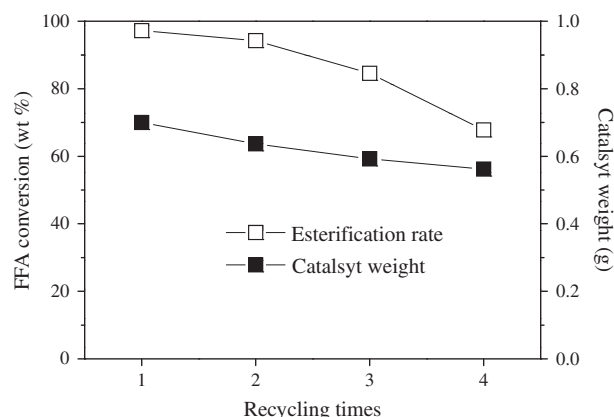 100
80
60
40
20
0
FFA conversion (wt %)
1.0
0.8
0.6
0.4
0.2
0.0
Catalsyt weight (g)
Esterification rate
Catalsyt weight
1 2 3 4
Recycling times